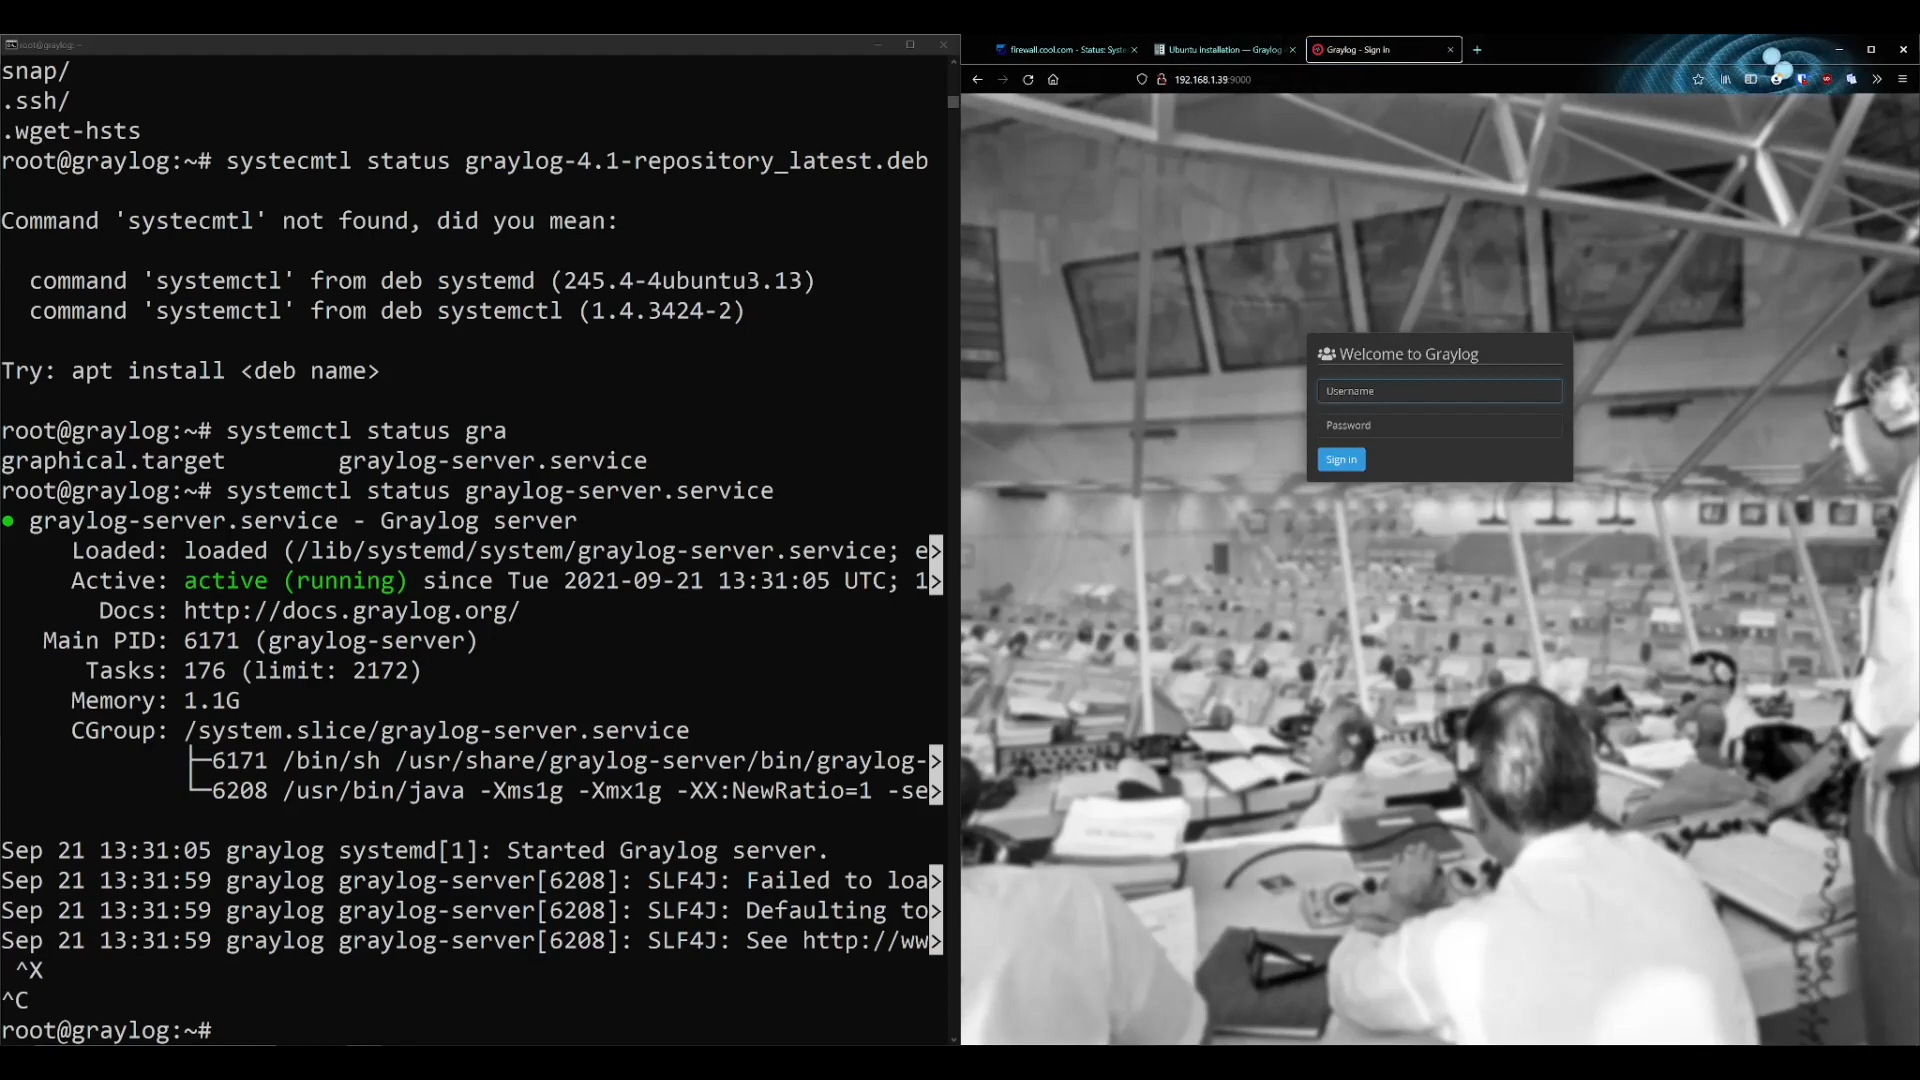 root@graylog: ~
snap/
.ssh/
.wget-hsts
root@graylog:~# systecmtl status graylog-4.1-repository_latest.deb
Command 'systecmtl' not found, did you mean:
command 'systemctl' from deb systemd (245.4-4ubuntu3.13)
command 'systemctl' from deb systemctl (1.4.3424-2)
Try: apt install <deb name>
root@graylog:~# systemctl status gra
graphical.target        graylog-server.service
root@graylog:~# systemctl status graylog-server.service
● graylog-server.service - Graylog server
Loaded: loaded (/lib/systemd/system/graylog-server.service; e>
Active: active (running) since Tue 2021-09-21 13:31:05 UTC; 1>
Docs: http://docs.graylog.org/
Main PID: 6171 (graylog-server)
Tasks: 176 (limit: 2172)
Memory: 1.1G
CGroup: /system.slice/graylog-server.service
├─6171 /bin/sh /usr/share/graylog-server/bin/graylog->
└─6208 /usr/bin/java -Xms1g -Xmx1g -XX:NewRatio=1 -se>
Sep 21 13:31:05 graylog systemd[1]: Started Graylog server.
Sep 21 13:31:59 graylog graylog-server[6208]: SLF4J: Failed to loa>
Sep 21 13:31:59 graylog graylog-server[6208]: SLF4J: Defaulting to>
Sep 21 13:31:59 graylog graylog-server[6208]: SLF4J: See http://ww>
^X
^C
root@graylog:~#
firewall.cool.com - Status: Syste
Ubuntu installation — Graylog
Graylog - Sign in
192.168.1.39:9000
Welcome to Graylog
Username
Password
Sign in